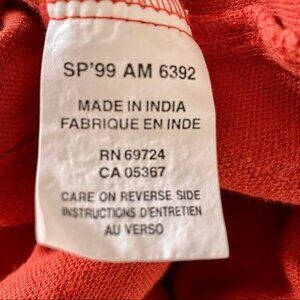 SP'99 AM 6392
MADE IN INDIA
FABRIQUE EN INDE
RN 69724
CA 05367
CARE ON REVERSE SIDE
INSTRUCTIONS D'ENTRETIEN
AU VERSO